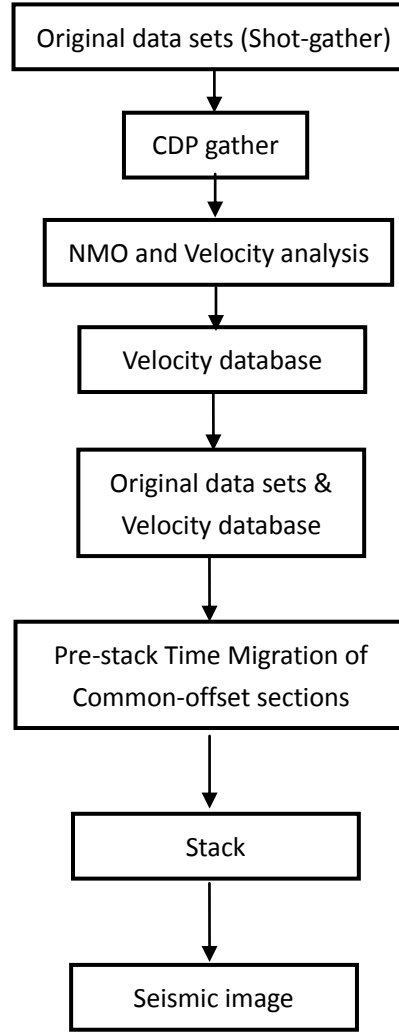 Original data sets (Shot-gather)
CDP gather
NMO and Velocity analysis
Velocity database
Original data sets &
Velocity database
Pre-stack Time Migration of
Common-offset sections
Stack
Seismic image